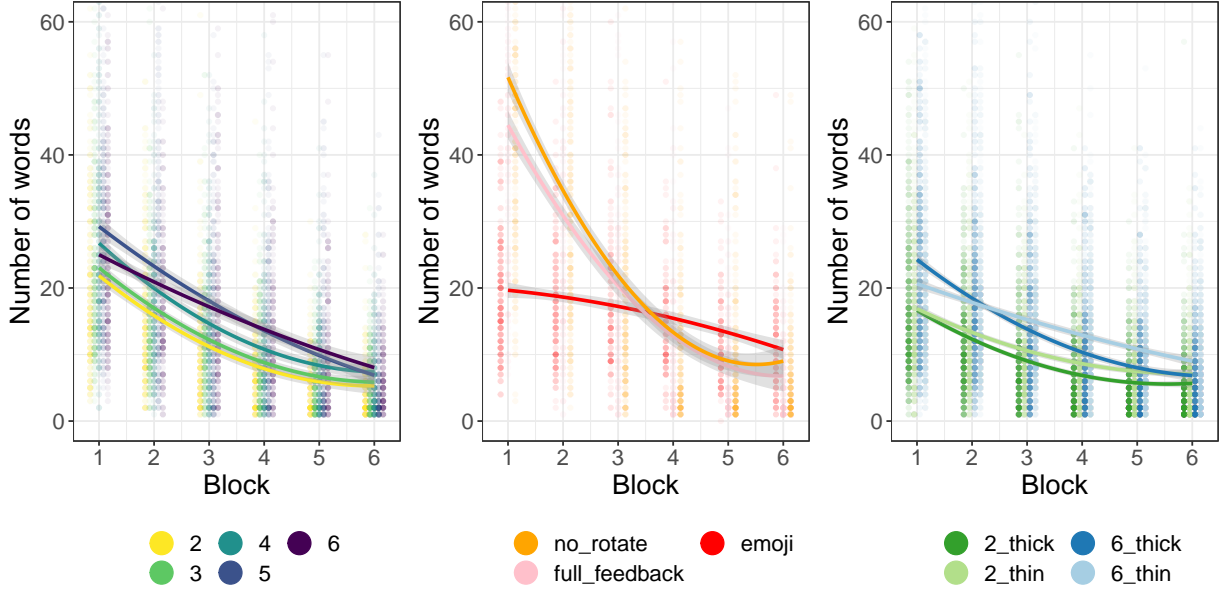 60
40
20
0
Number of words
1 2 3 4 5 6
Block
2 4 6
3 5
60
40
20
0
Number of words
1 2 3 4 5 6
Block
no_rotate emoji
full_feedback
60
40
20
0
Number of words
1 2 3 4 5 6
Block
2_thick 6_thick
2_thin 6_thin